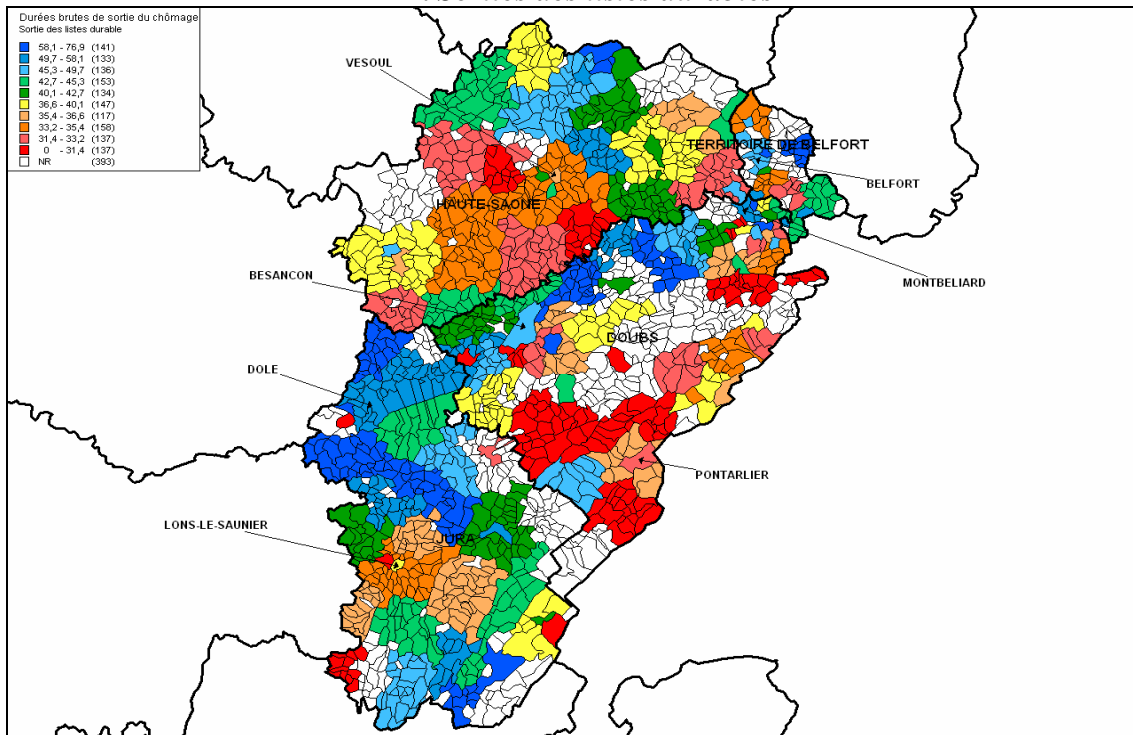 Durées brutes de sortie du chômage
Sortie des listes durable
58,1 - 76,9 (141)
49,7 - 58,1 (133)
45,3 - 49,7 (136)
42,7 - 45,3 (153)
40,1 - 42,7 (134)
36,6 - 40,1 (147)
35,4 - 36,6 (117)
33,2 - 35,4 (158)
31,4 - 33,2 (137)
0 - 31,4 (137)
NR (393)
VESOUL
TERRITOIRE DE BELFORT
BELFORT
HAUTE-SAONE
BESANCON
MONTBELIARD
DOUBS
DOLE
PONTARLIER
LONS-LE-SAUNIER
JURA